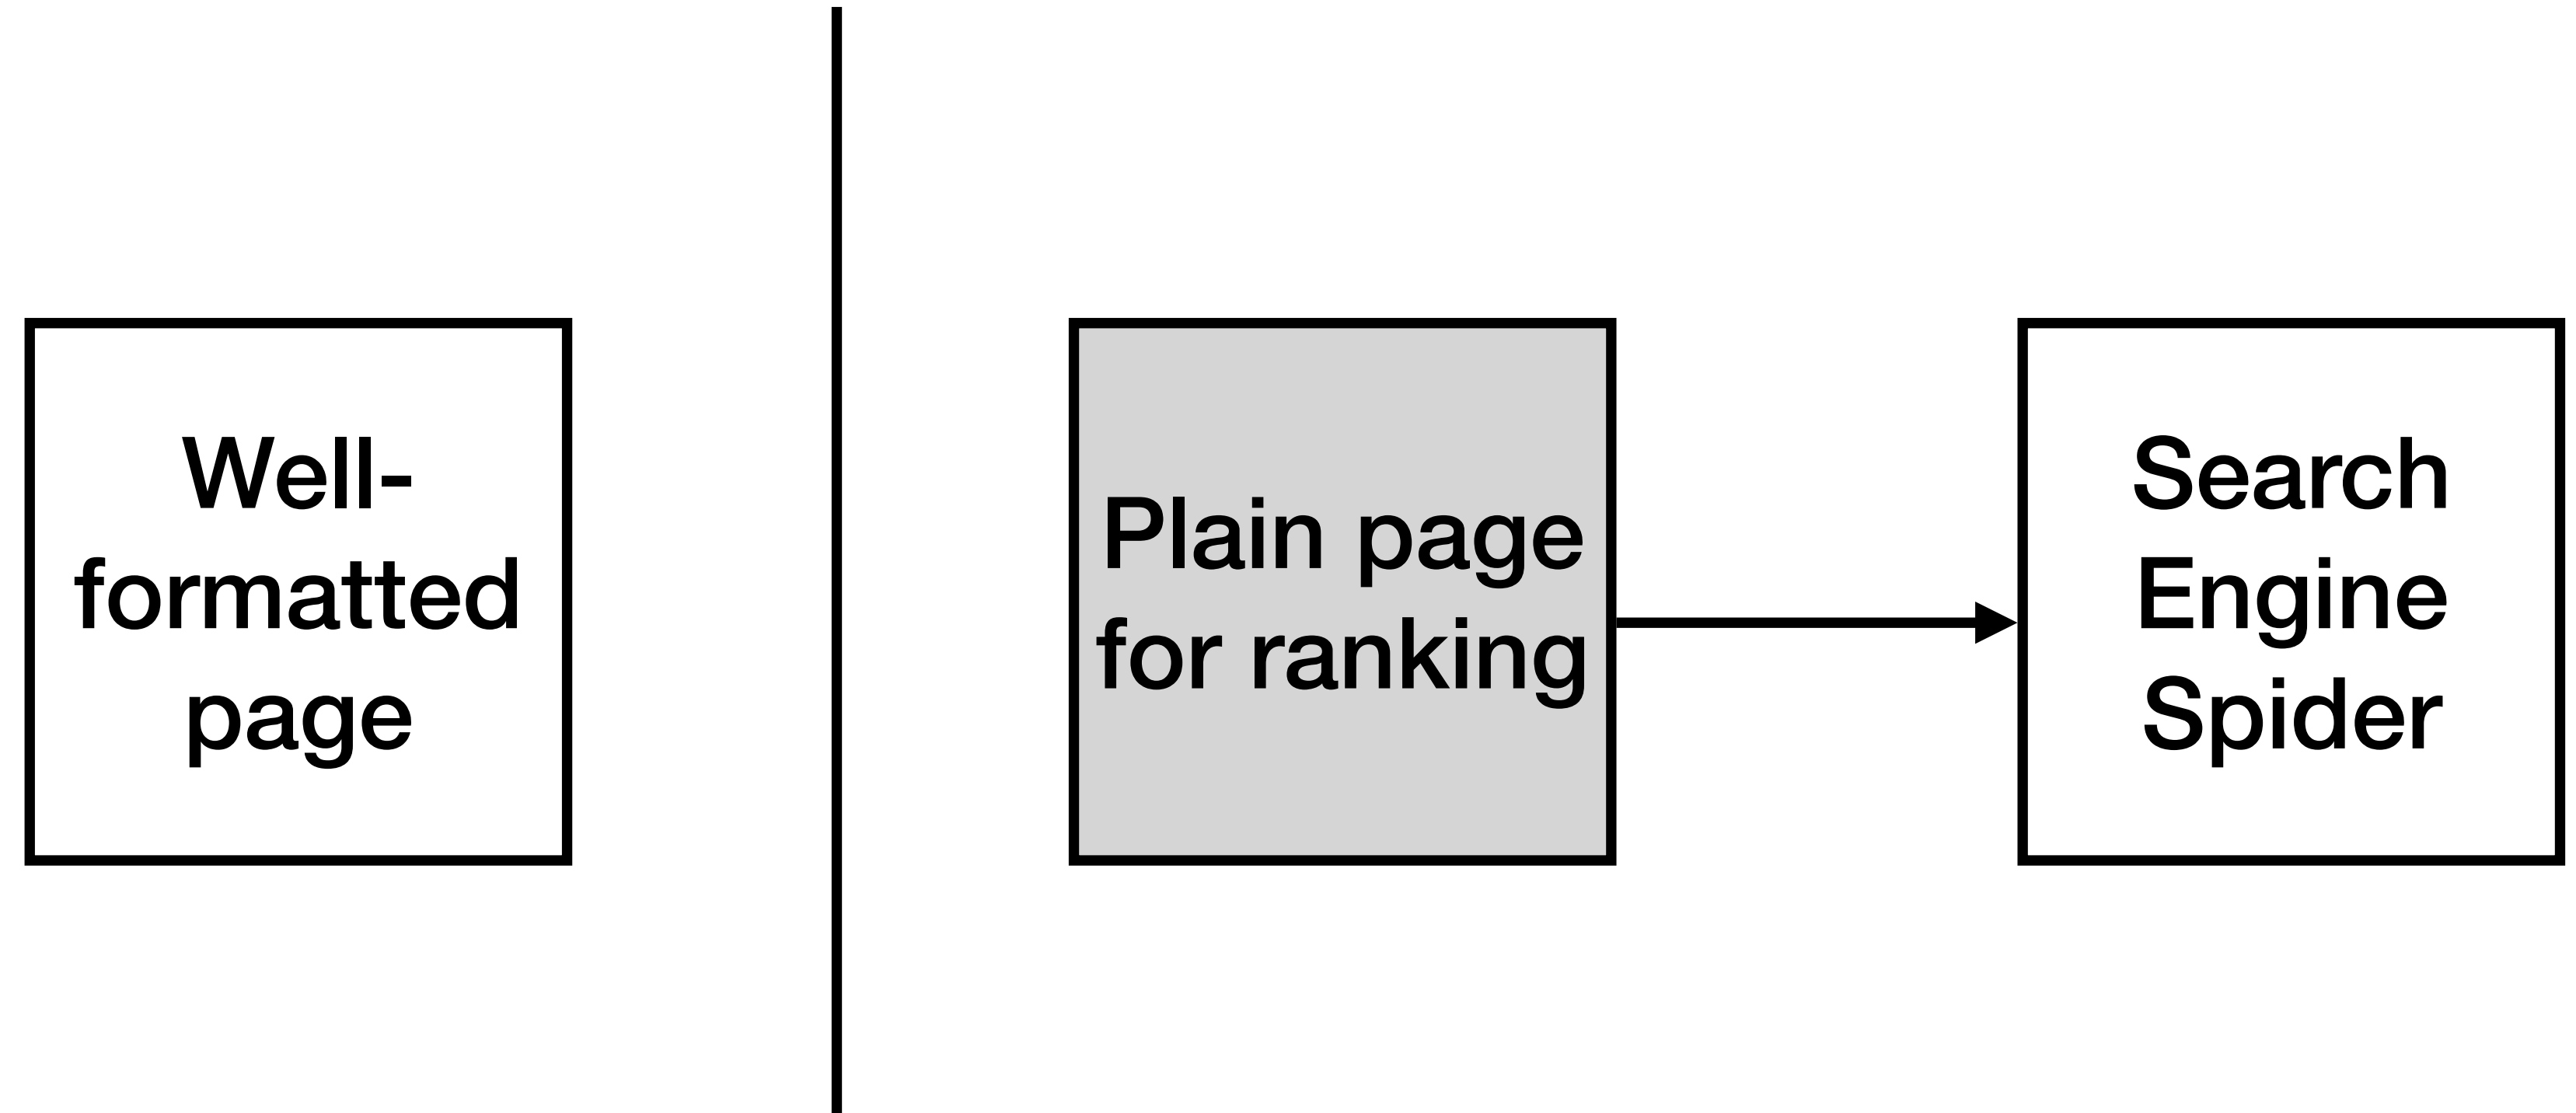 Well-
formatted
page
Plain page
for ranking
Search
Engine
Spider